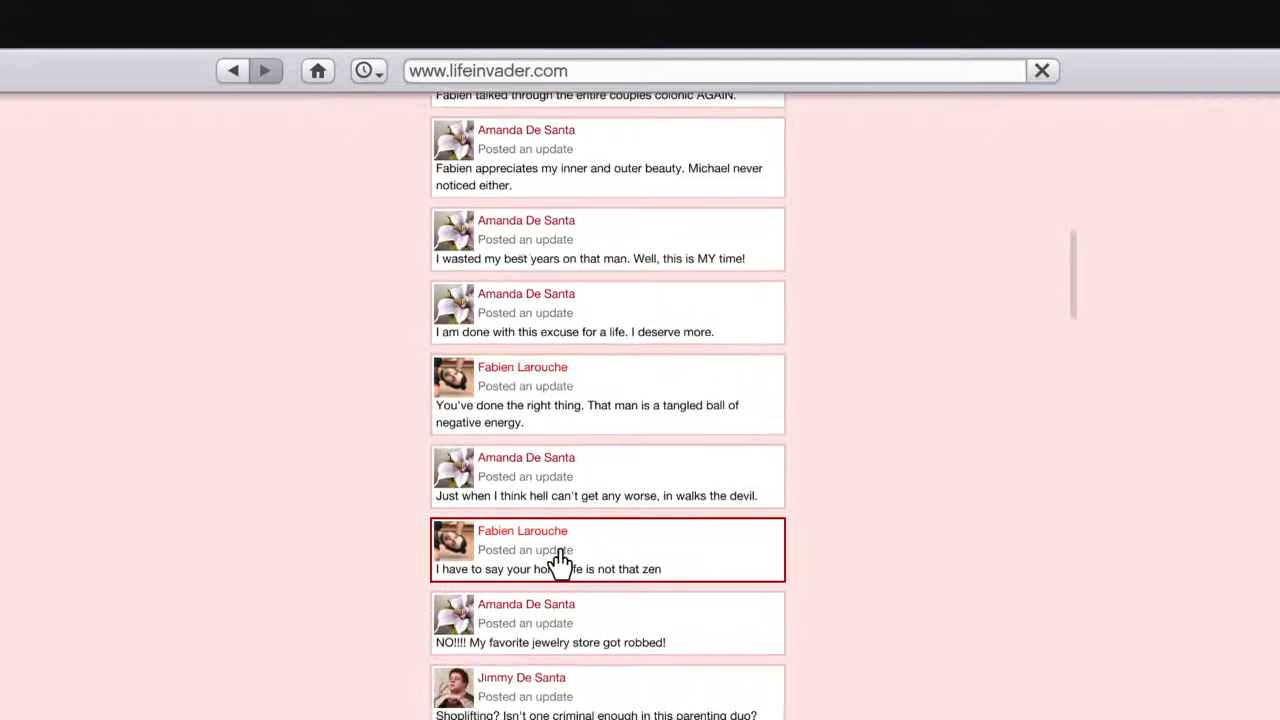 www.lifeinvader.com
Fabien talked through the entire couples colonic AGAIN.
Amanda De Santa
Posted an update
Fabien appreciates my inner and outer beauty. Michael never
noticed either.
Amanda De Santa
Posted an update
I wasted my best years on that man. Well, this is MY time!
Amanda De Santa
Posted an update
I am done with this excuse for a life. I deserve more.
Fabien Larouche
Posted an update
You've done the right thing. That man is a tangled ball of
negative energy.
Amanda De Santa
Posted an update
Just when I think hell can't get any worse, in walks the devil.
Fabien Larouche
Posted an update
I have to say your home life is not that zen
Amanda De Santa
Posted an update
NO!!!! My favorite jewelry store got robbed!
Jimmy De Santa
Posted an update
Shoplifting? Isn't one criminal enough in this parenting duo?